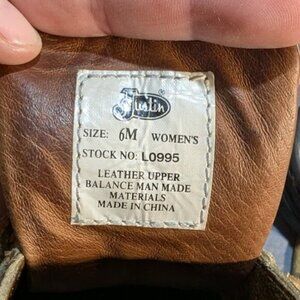 Justin
SIZE: 6M WOMEN'S
STOCK NO: L0995
LEATHER UPPER
BALANCE MAN MADE
MATERIALS
MADE IN CHINA